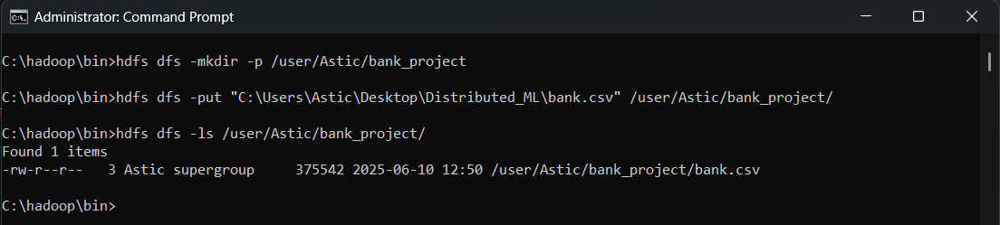 Administrator: Command Prompt
C:\hadoop\bin>hdfs dfs -mkdir -p /user/Astic/bank_project
C:\hadoop\bin>hdfs dfs -put "C:\Users\Astic\Desktop\Distributed_ML\bank.csv" /user/Astic/bank_project/
C:\hadoop\bin>hdfs dfs -ls /user/Astic/bank_project/
Found 1 items
-rw-r--r--   3 Astic supergroup     375542 2025-06-10 12:50 /user/Astic/bank_project/bank.csv
C:\hadoop\bin>